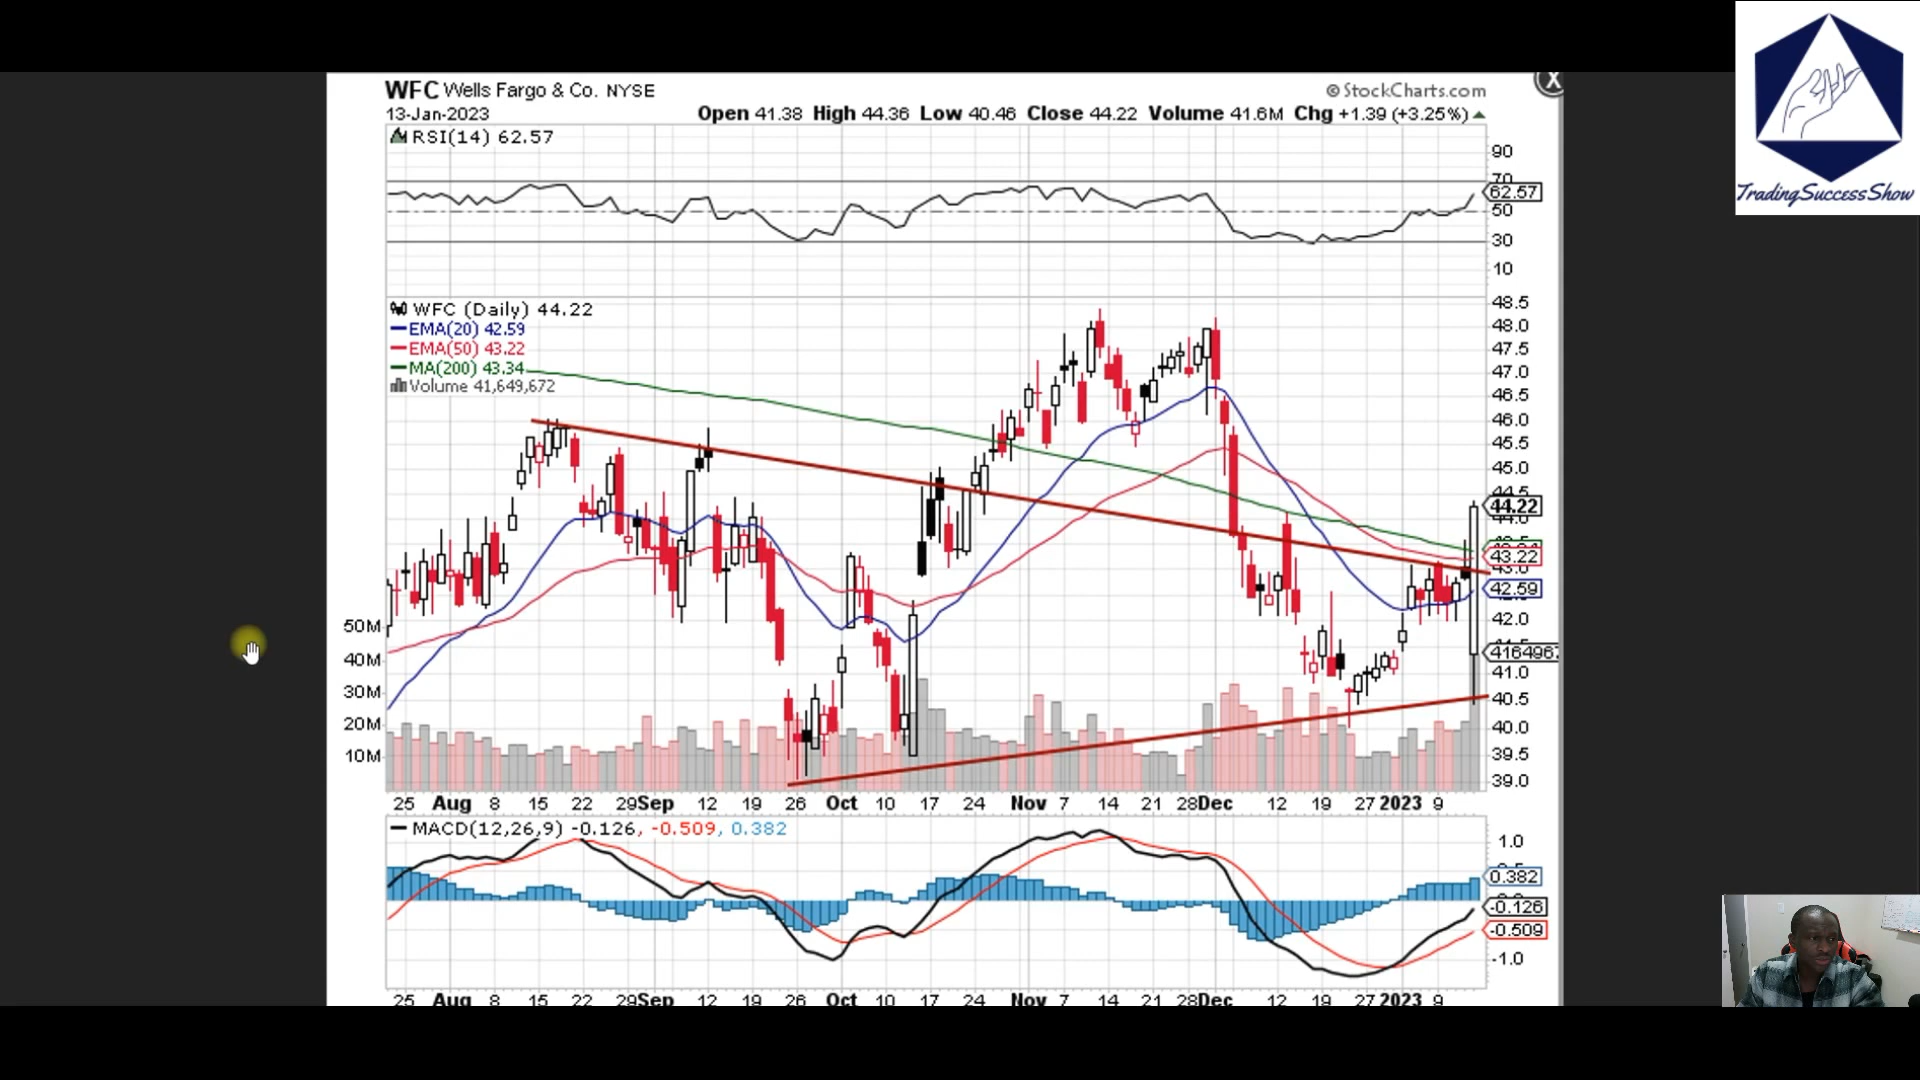 WFC Wells Fargo & Co. NYSE
© StockCharts.com
X
TradingSuccessShow
13-Jan-2023
Open 41.38 High 44.36 Low 40.46 Close 44.22 Volume 41.6M Chg +1.39 (+3.25%)
RSI(14) 62.57
90
70
62.57
50
30
10
WFC (Daily) 44.22
EMA(20) 42.59
EMA(50) 43.22
MA(200) 43.34
Volume 41,649,672
48.5
48.0
47.5
47.0
46.5
46.0
45.5
45.0
44.5
44.22
44.0
43.22
43.0
42.59
42.0
4164967
41.0
40.5
40.0
39.5
39.0
50M
40M
30M
20M
10M
25 Aug 8 15 22 29 Sep 12 19 26 Oct 10 17 24 Nov 7 14 21 28 Dec 12 19 27 2023 9
MACD(12,26,9) -0.126, -0.509, 0.382
1.0
0.382
-0.126
-0.509
-1.0
25 Aug 8 15 22 29 Sep 12 19 26 Oct 10 17 24 Nov 7 14 21 28 Dec 12 19 27 2023 9